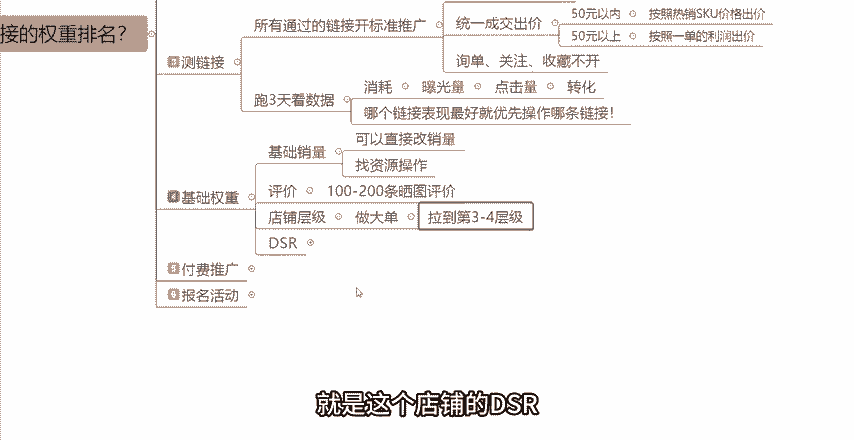 接的权重排名？
测链接
所有通过的链接开标准推广
统一成交出价
50元以内
按照热销SKU价格出价
50元以上
按照一单的利润出价
询单、关注、收藏不开
跑3天看数据
消耗
曝光量
点击量
转化
哪个链接表现最好就优先操作哪条链接！
基础权重
基础销量
可以直接改销量
找资源操作
评价
100-200条晒图评价
店铺层级
做大单
拉到第3-4层级
DSR
付费推广
报名活动
就是这个店铺的DSR